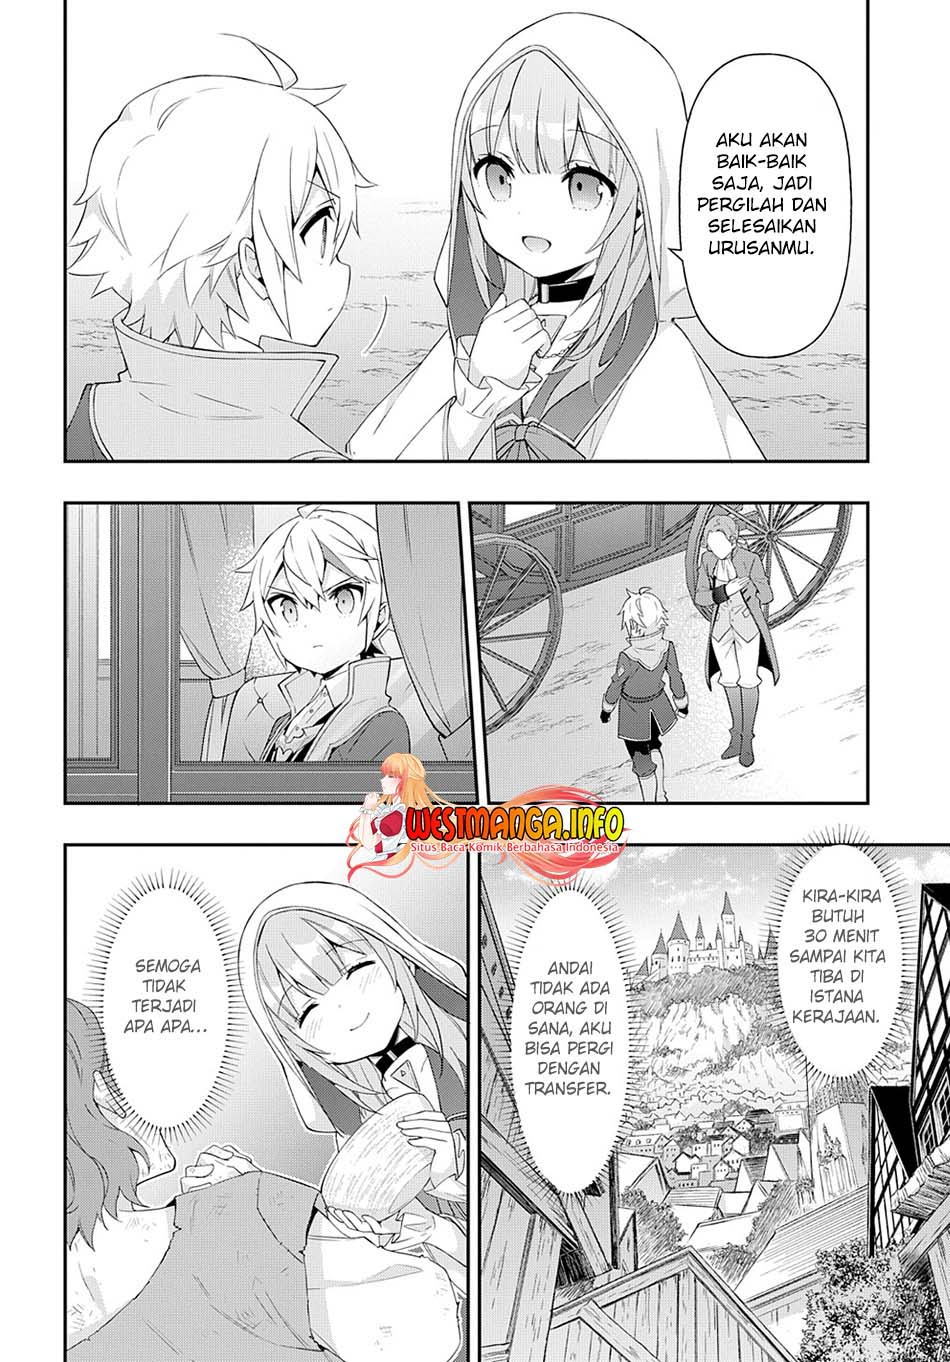 AKU AKAN
BAIK-BAIK
SAJA, JADI
PERGILAH DAN
SELESAIKAN
URUSANMU.
WESTMANGA.INFO
Situs Baca Komik Berbahasa Indonesia
KIRA-KIRA
BUTUH
30 MENIT
SAMPAI KITA
TIBA DI
ISTANA
KERAJAAN.
ANDAI
TIDAK ADA
ORANG DI
SANA, AKU
BISA PERGI
DENGAN
TRANSFER.
SEMOGA
TIDAK
TERJADI
APA APA...